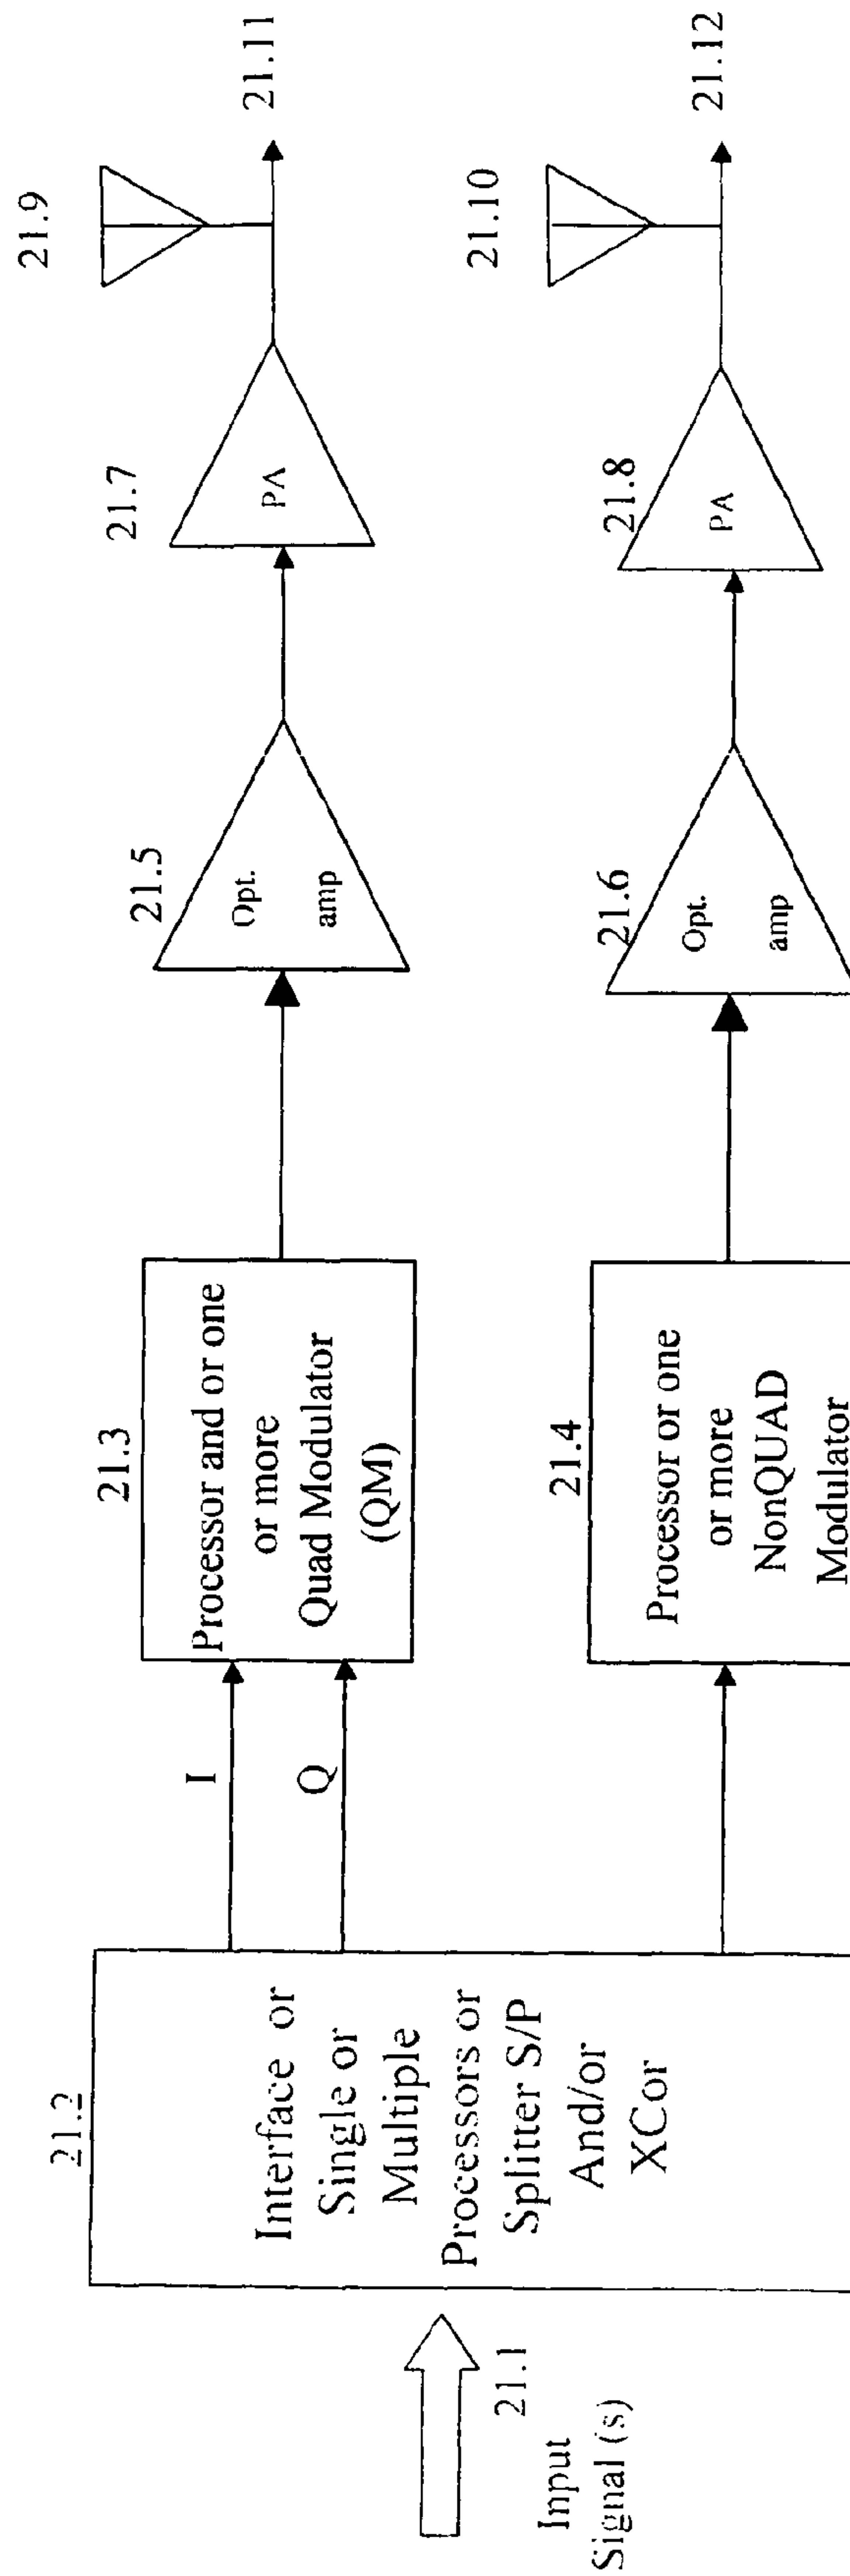 21.1
Input
Signal (s)
21.2
Interface or
Single or
Multiple
Processors or
Splitter S/P
And/or
XCor
I
Q
21.3
Processor and or one
or more
Quad Modulator
(QM)
21.5
Opt.
amp
21.7
PA
21.9
21.11
21.4
Processor or one
or more
NonQUAD
Modulator
21.6
Opt.
amp
21.8
PA
21.10
21.12